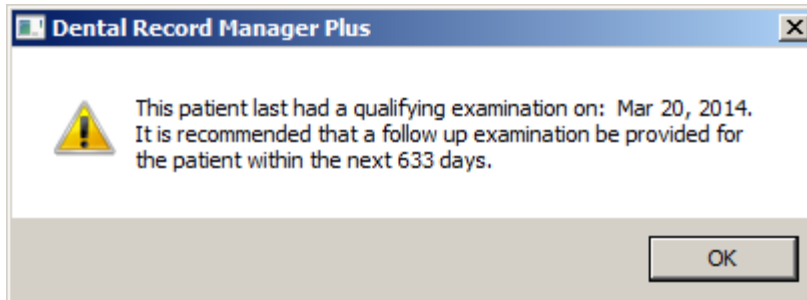 Dental Record Manager Plus
This patient last had a qualifying examination on:  Mar 20, 2014.
It is recommended that a follow up examination be provided for
the patient within the next 633 days.
OK